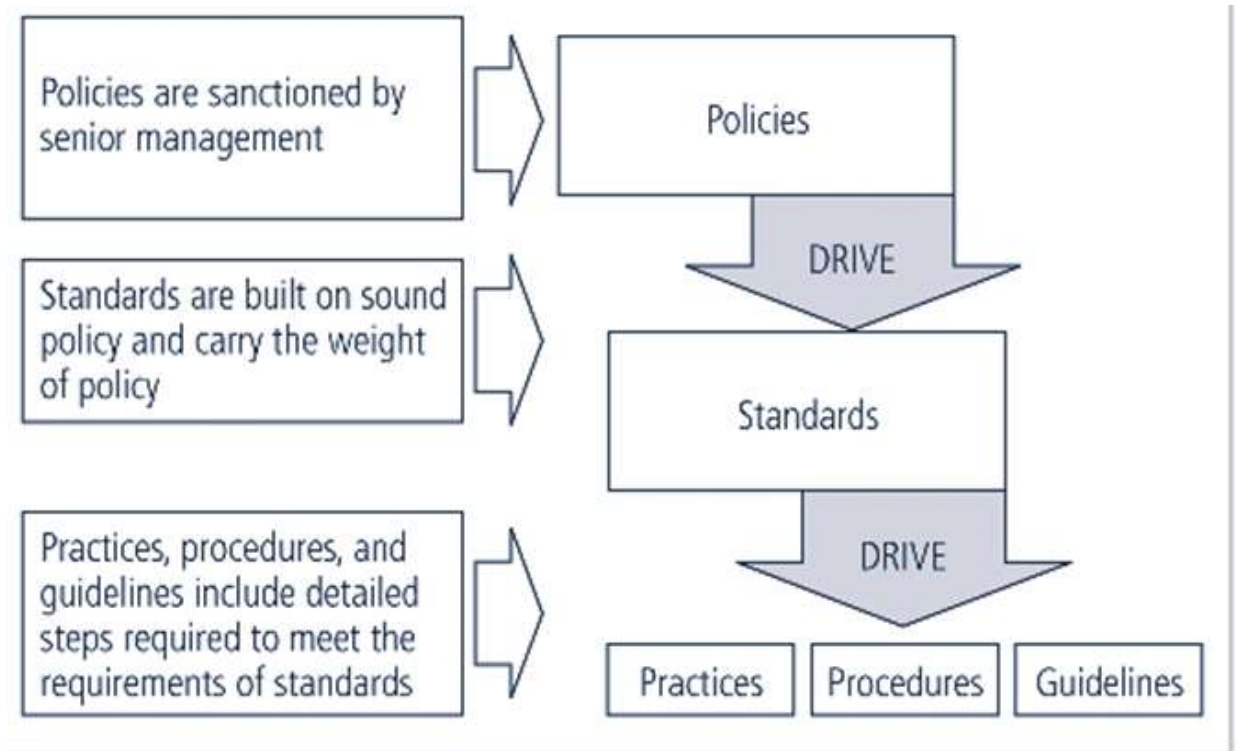 Policies are sanctioned by
senior management
Policies
DRIVE
Standards are built on sound
policy and carry the weight
of policy
Standards
DRIVE
Practices, procedures, and
guidelines include detailed
steps required to meet the
requirements of standards
Practices
Procedures
Guidelines